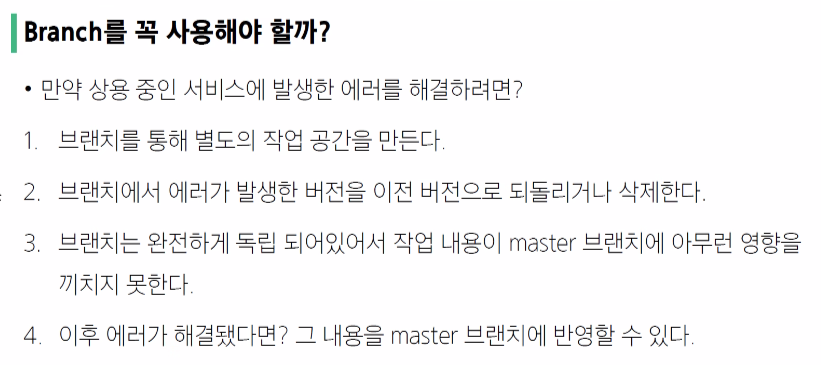 Branch를 꼭 사용해야 할까?
• 만약 상용 중인 서비스에 발생한 에러를 해결하려면?
1. 브랜치를 통해 별도의 작업 공간을 만든다.
2. 브랜치에서 에러가 발생한 버전을 이전 버전으로 되돌리거나 삭제한다.
3. 브랜치는 완전하게 독립 되어있어서 작업 내용이 master 브랜치에 아무런 영향을
끼치지 못한다.
4. 이후 에러가 해결됐다면? 그 내용을 master 브랜치에 반영할 수 있다.